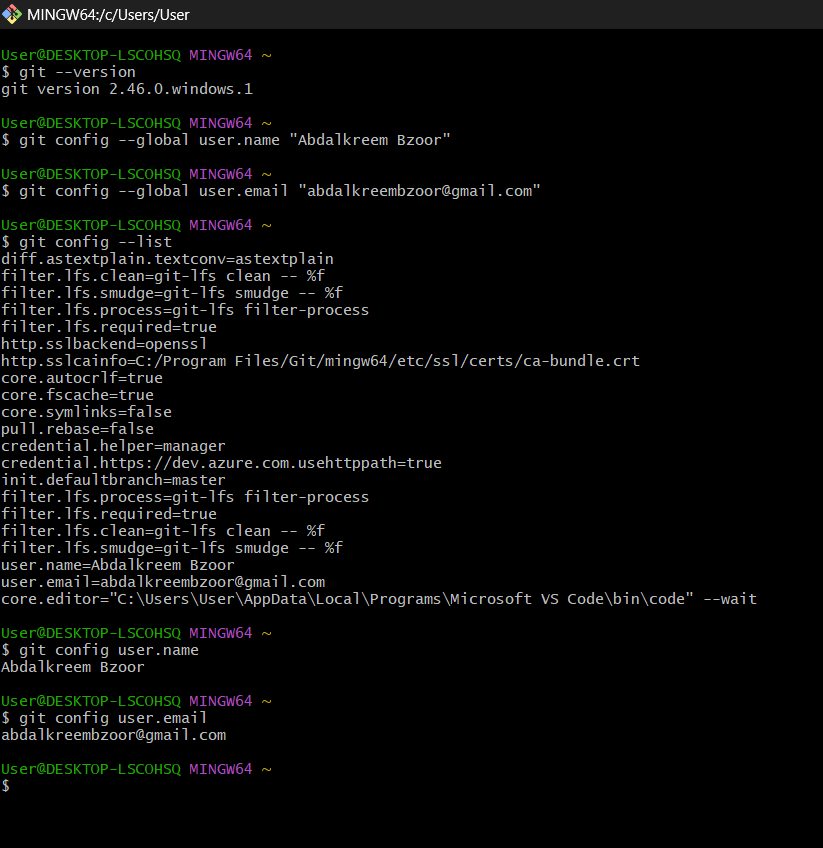 MINGW64:/c/Users/User
User@DESKTOP-LSCOHSQ MINGW64 ~
$ git --version
git version 2.46.0.windows.1
User@DESKTOP-LSCOHSQ MINGW64 ~
$ git config --global user.name "Abdalkreem Bzoor"
User@DESKTOP-LSCOHSQ MINGW64 ~
$ git config --global user.email "abdalkreembzoor@gmail.com"
User@DESKTOP-LSCOHSQ MINGW64 ~
$ git config --list
diff.astextplain.textconv=astextplain
filter.lfs.clean=git-lfs clean -- %f
filter.lfs.smudge=git-lfs smudge -- %f
filter.lfs.process=git-lfs filter-process
filter.lfs.required=true
http.sslbackend=openssl
http.sslcainfo=C:/Program Files/Git/mingw64/etc/ssl/certs/ca-bundle.crt
core.autocrlf=true
core.fscache=true
core.symlinks=false
pull.rebase=false
credential.helper=manager
credential.https://dev.azure.com.usehttppath=true
init.defaultbranch=master
filter.lfs.process=git-lfs filter-process
filter.lfs.required=true
filter.lfs.clean=git-lfs clean -- %f
filter.lfs.smudge=git-lfs smudge -- %f
user.name=Abdalkreem Bzoor
user.email=abdalkreembzoor@gmail.com
core.editor="C:\Users\User\AppData\Local\Programs\Microsoft VS Code\bin\code" --wait
User@DESKTOP-LSCOHSQ MINGW64 ~
$ git config user.name
Abdalkreem Bzoor
User@DESKTOP-LSCOHSQ MINGW64 ~
$ git config user.email
abdalkreembzoor@gmail.com
User@DESKTOP-LSCOHSQ MINGW64 ~
$